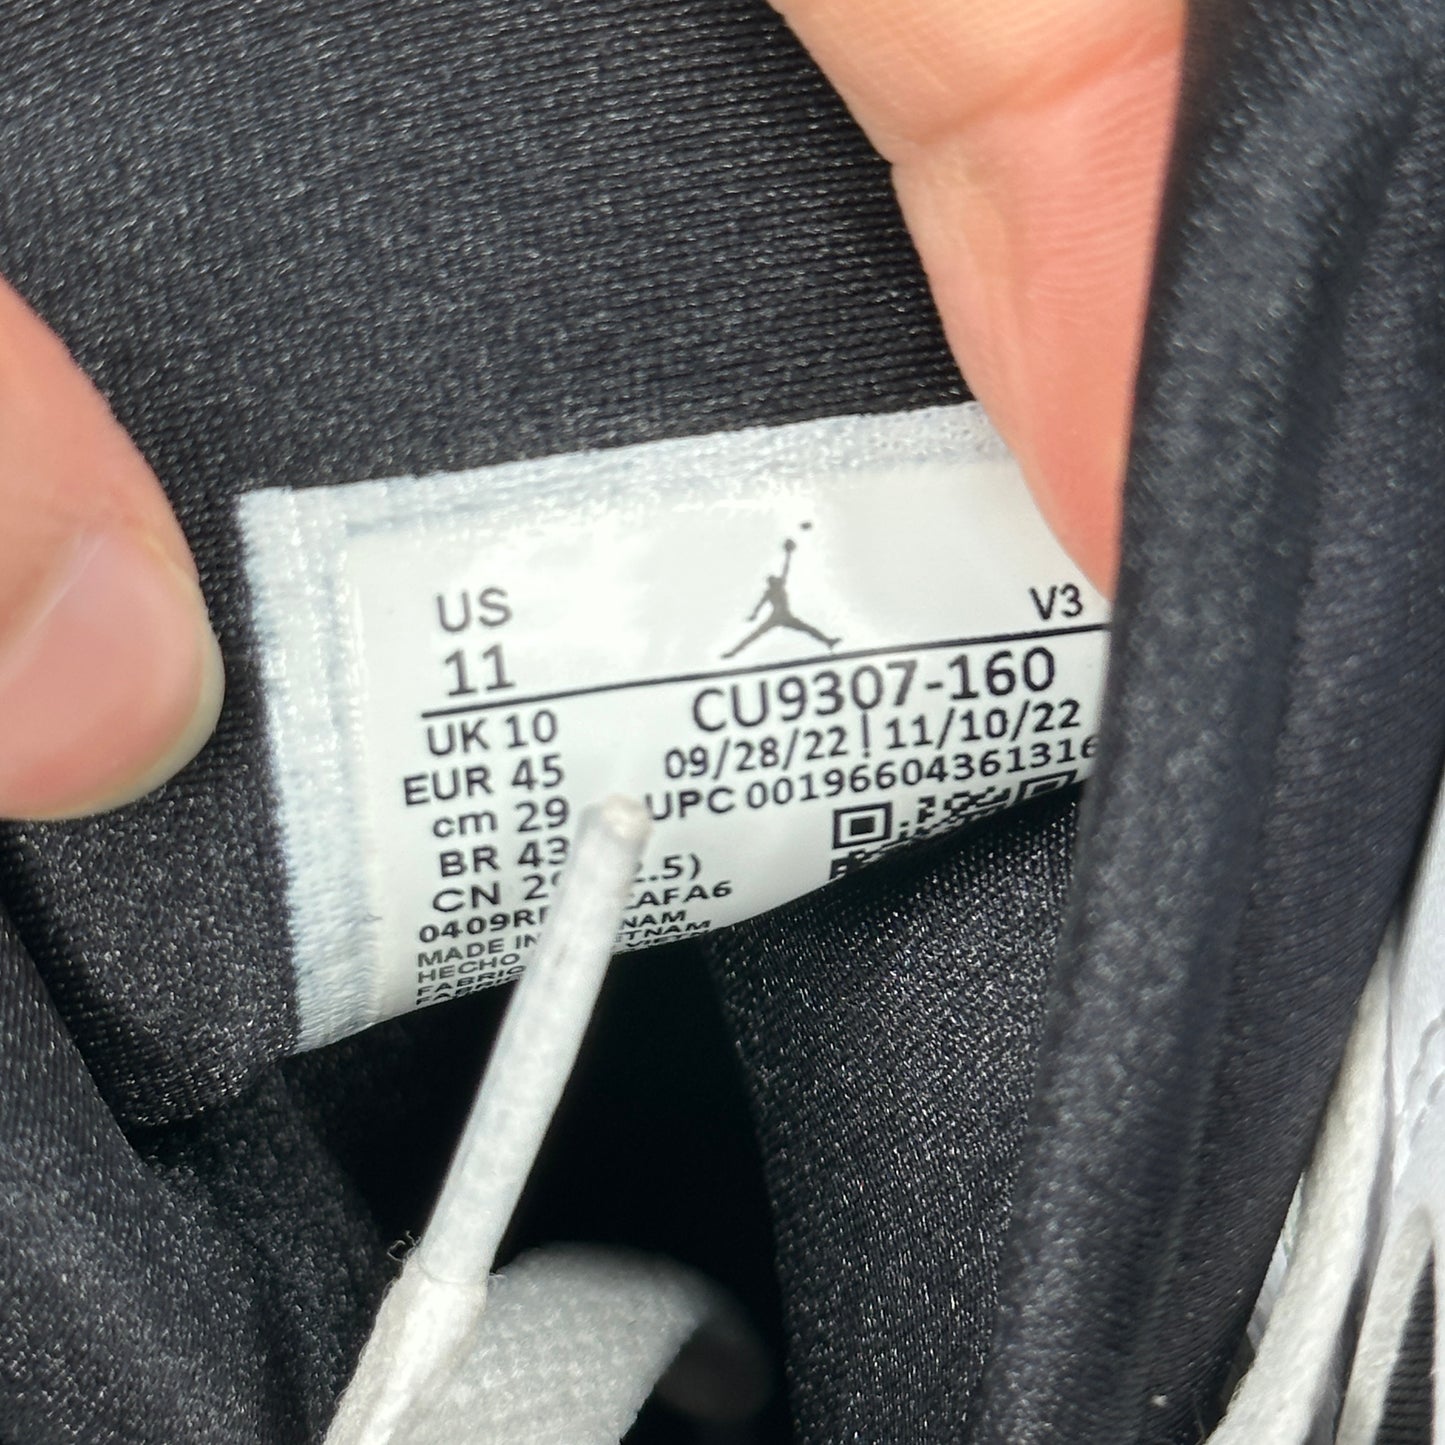 US
11
V3
CU9307-160
09/28/22 | 11/10/22
UPC 00196604361316
UK 10
EUR 45
cm 29
BR 43
CN
0409
MADE IN
HECHO